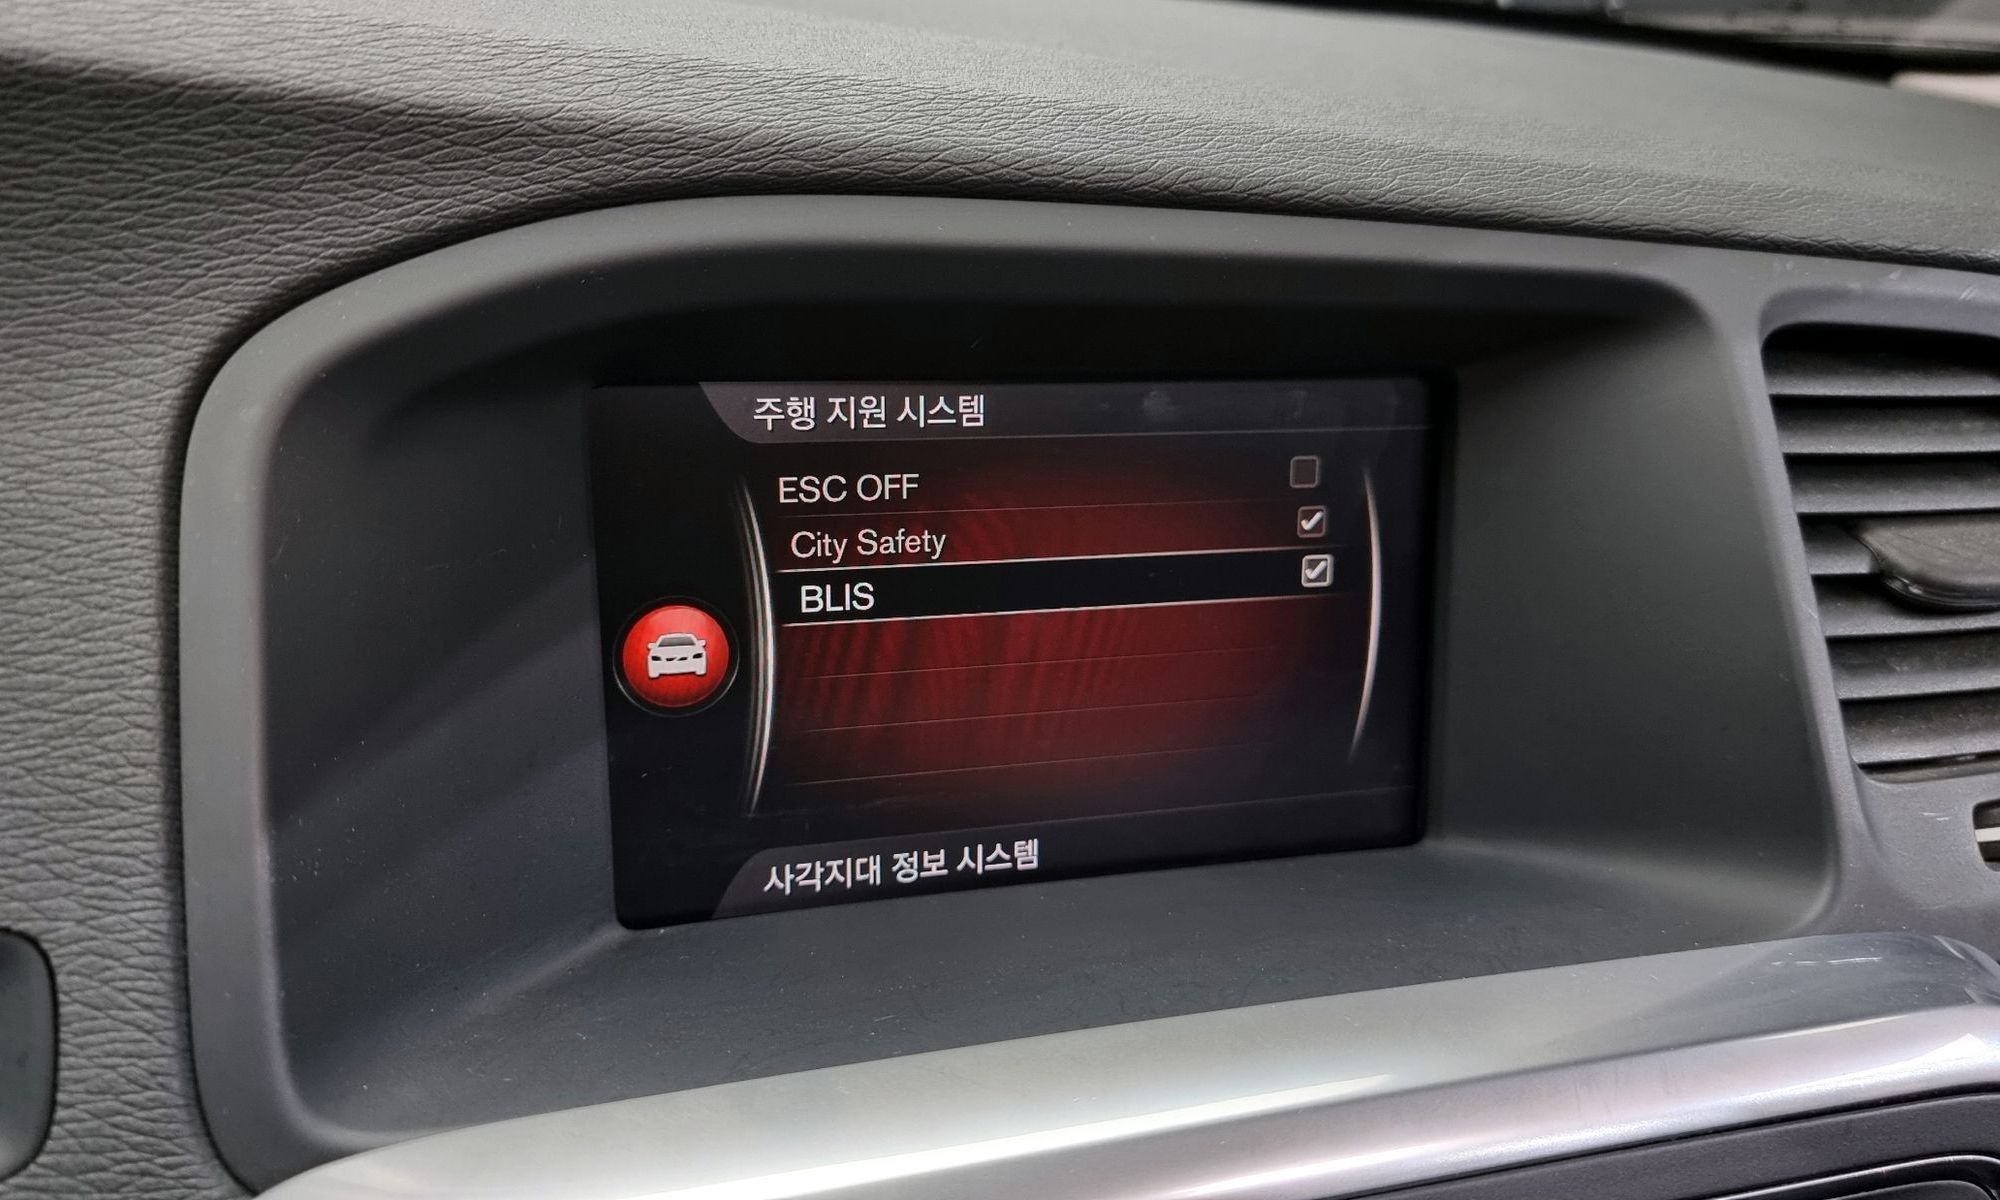 주행 지원 시스템
ESC OFF
City Safety
BLIS
사각지대 정보 시스템